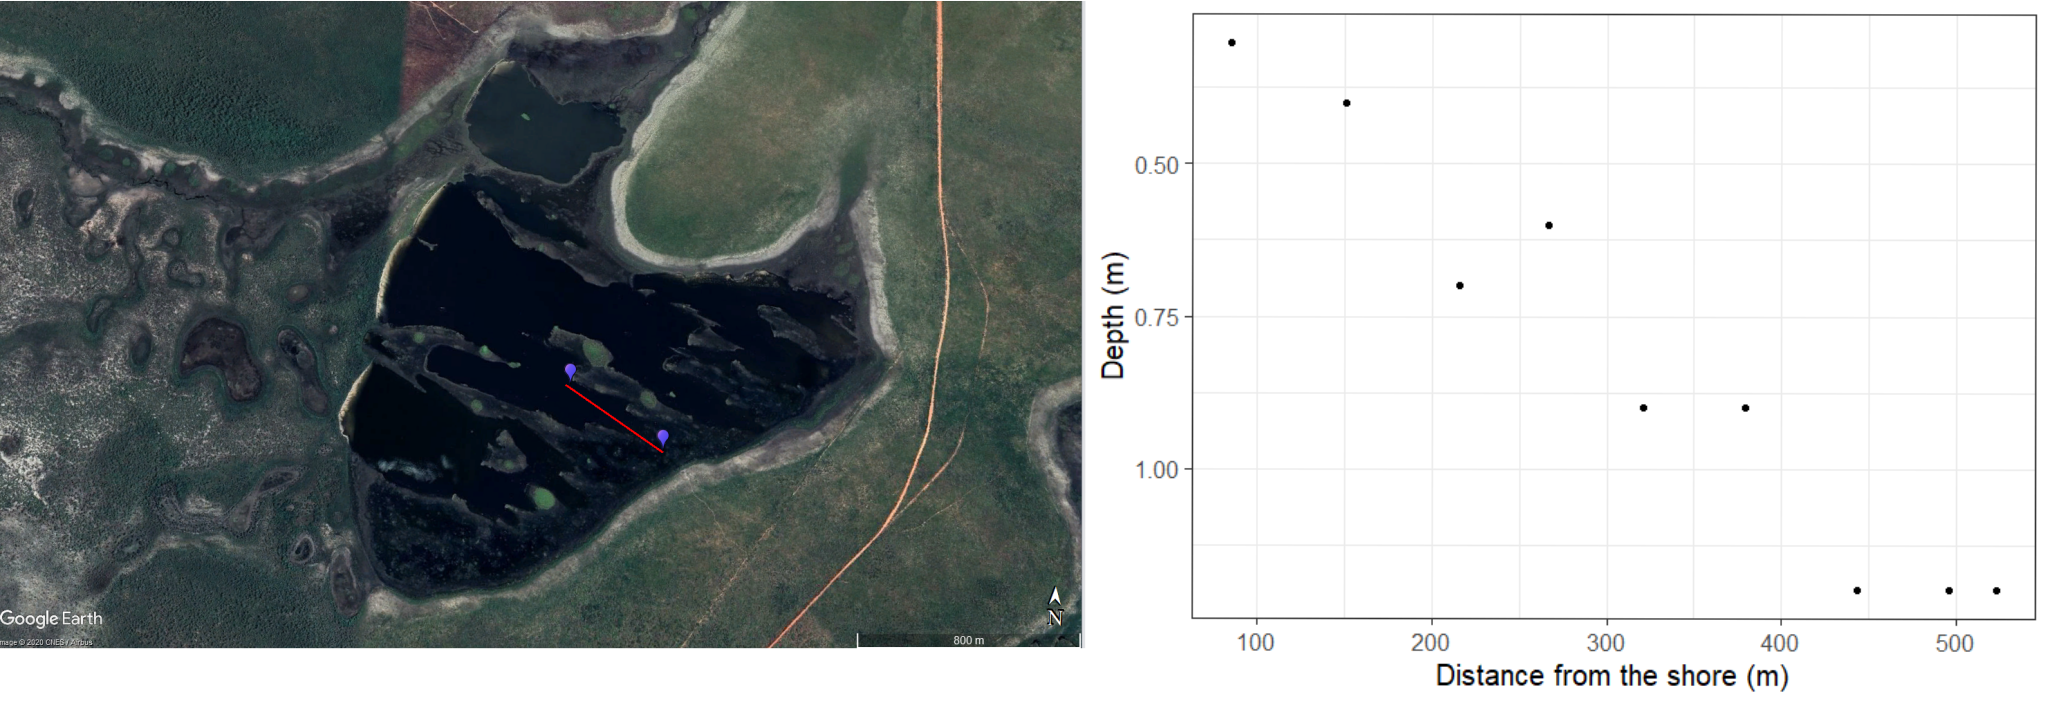 Google Earth
mage © 2020 CNES / Airbus
N
800 m
0.50
0.75
1.00
Depth (m)
100 200 300 400 500
Distance from the shore (m)